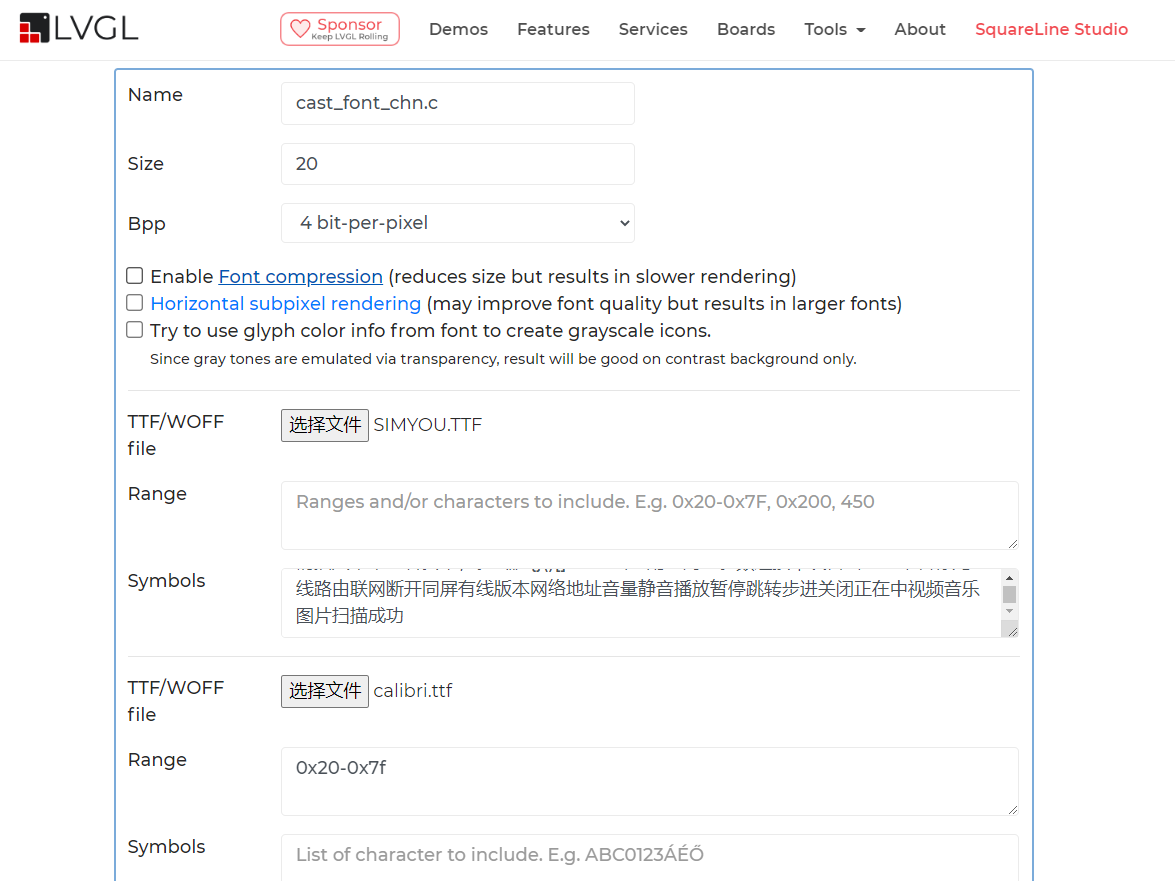 LVGL
Sponsor
Keep LVGL Rolling
Demos Features Services Boards Tools About SquareLine Studio
Name cast_font_chn.c
Size 20
Bpp 4 bit-per-pixel
Enable Font compression (reduces size but results in slower rendering)
Horizontal subpixel rendering (may improve font quality but results in larger fonts)
Try to use glyph color info from font to create grayscale icons.
Since gray tones are emulated via transparency, result will be good on contrast background only.
TTF/WOFF
file
选择文件 SIMYOU.TTF
Range Ranges and/or characters to include. E.g. 0x20-0x7F, 0x200, 450
Symbols
线路由联网断开同屏有线版本网络地址音量静音播放暂停跳转步进关闭正在中视频音乐
图片扫描成功
TTF/WOFF
file
选择文件 calibri.ttf
Range 0x20-0x7f
Symbols List of character to include. E.g. ABC0123ÁÉŐ